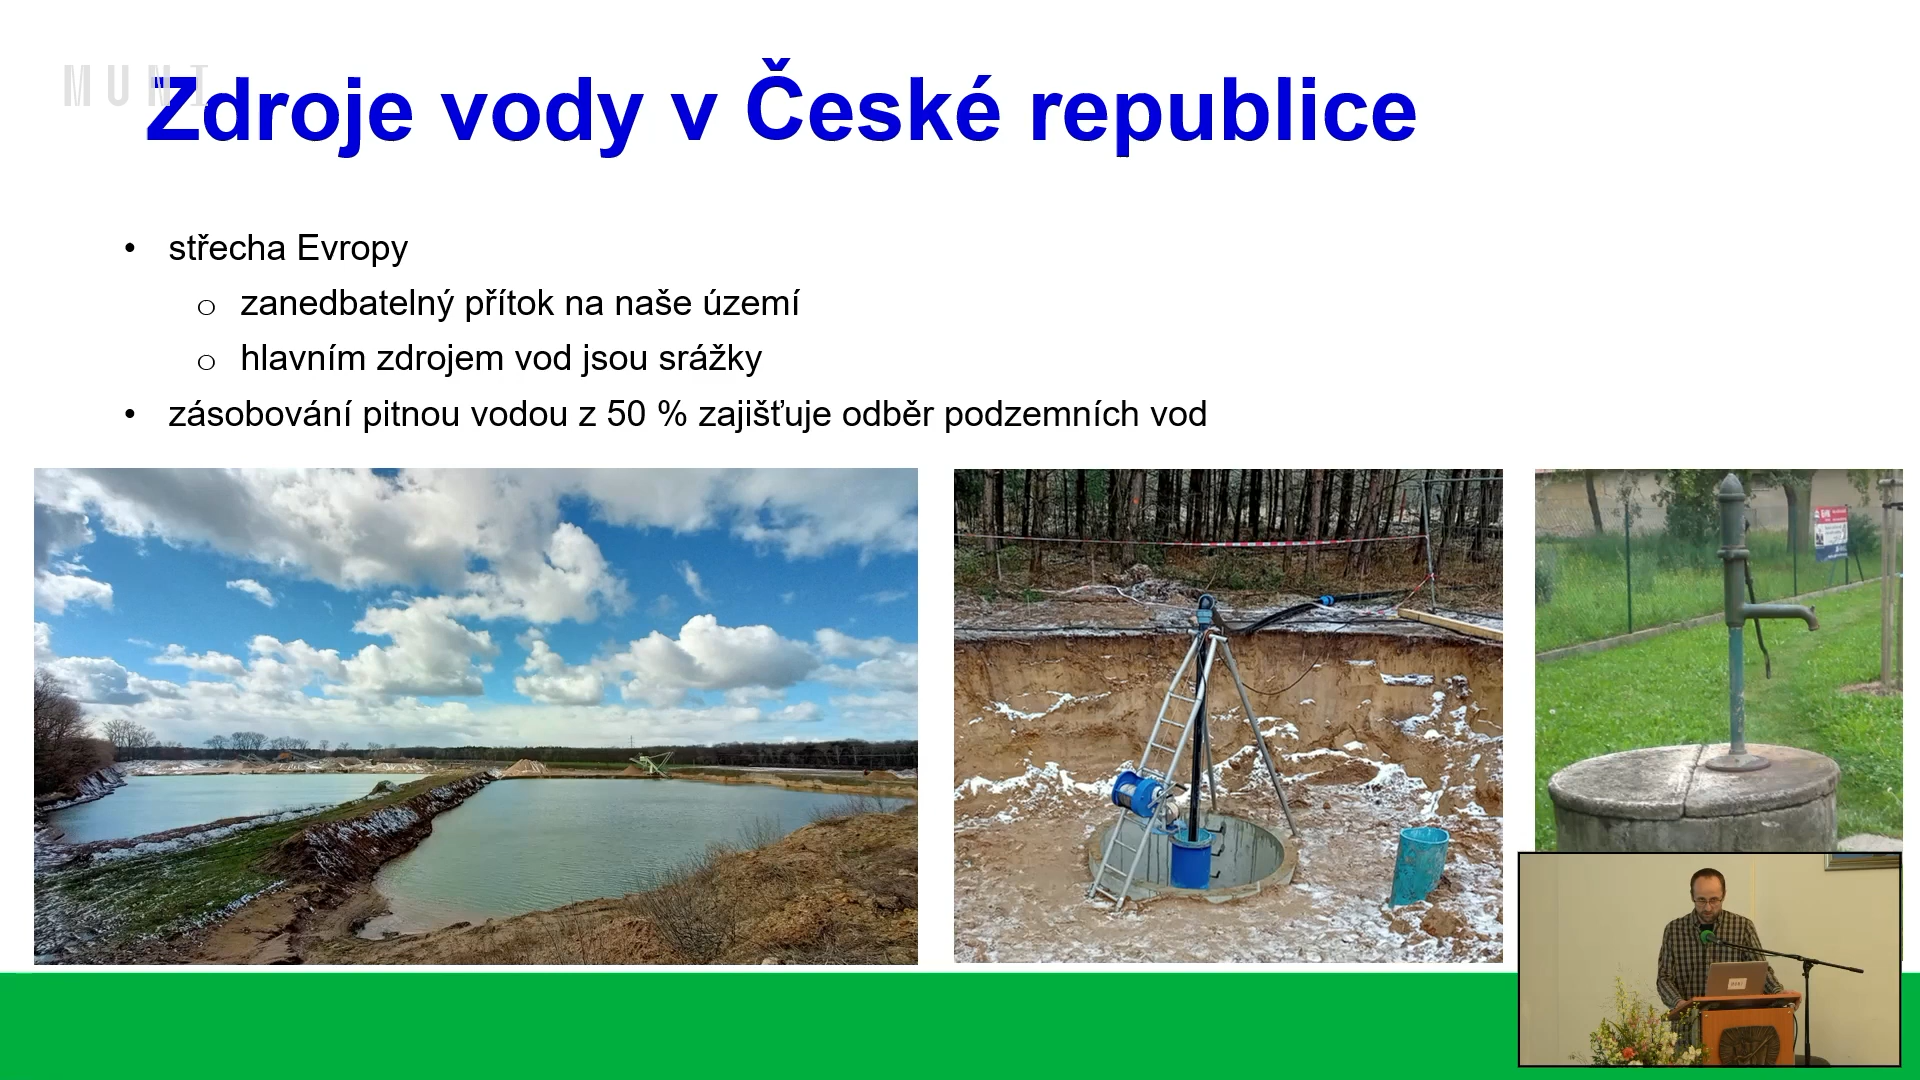 MUNI
Zdroje vody v České republice
• střecha Evropy
o zanedbatelný přítok na naše území
o hlavním zdrojem vod jsou srážky
• zásobování pitnou vodou z 50 % zajišťuje odběr podzemních vod